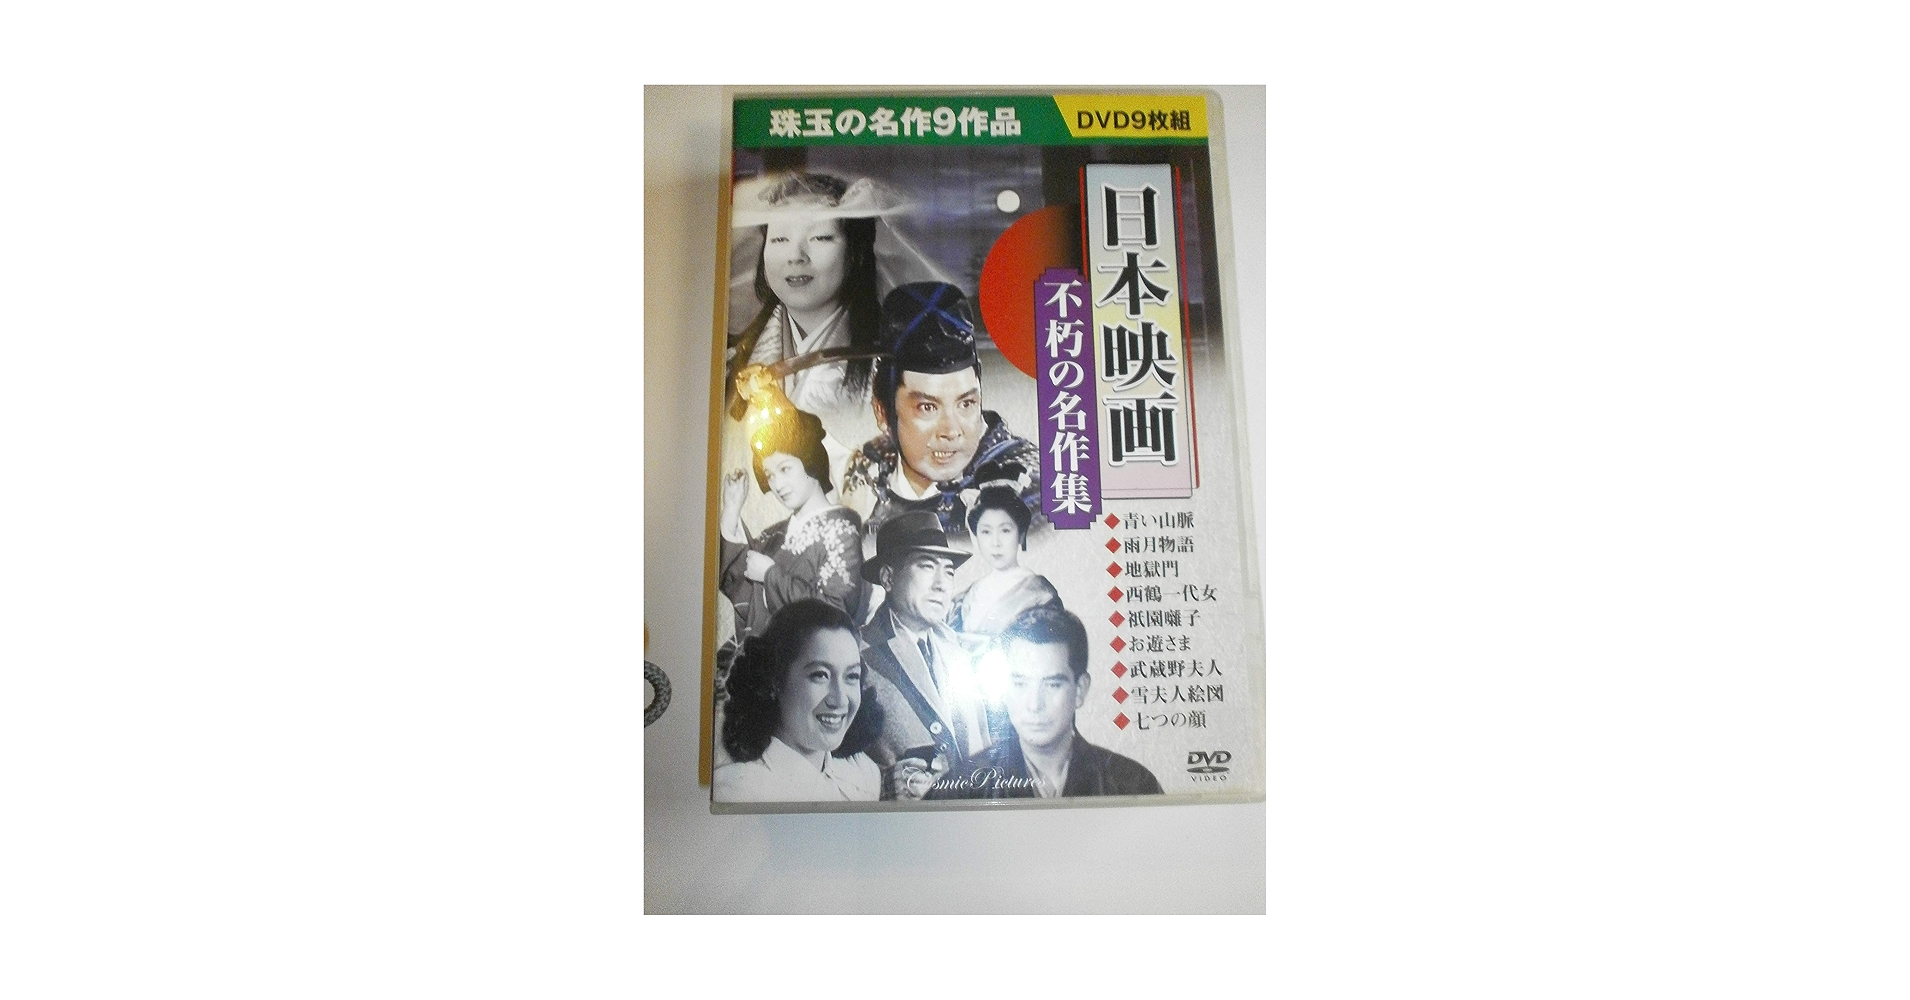 珠玉の名作9作品
DVD9枚組
日本映画
不朽の名作集
◆青い山脈
◆雨月物語
◆地獄門
◆西鶴一代女
◆祇園囃子
◆お遊さま
◆武蔵野夫人
◆雪夫人絵図
◆七つの顔
DVD
VIDEO
Cosmic Pictures